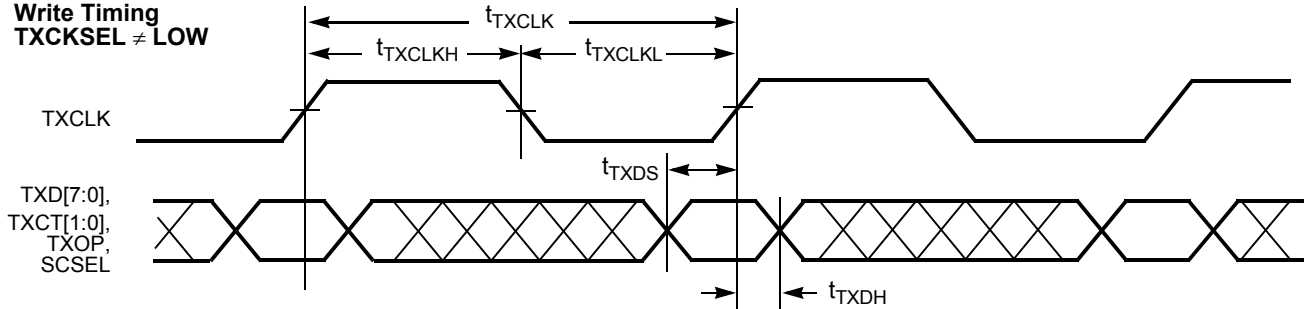 Write Timing
TXCKSEL ≠ LOW
tTXCLK
tTXCLKH
tTXCLKL
TXCLK
tTXDS
TXD[7:0],
TXCT[1:0],
TXOP,
SCSEL
tTXDH